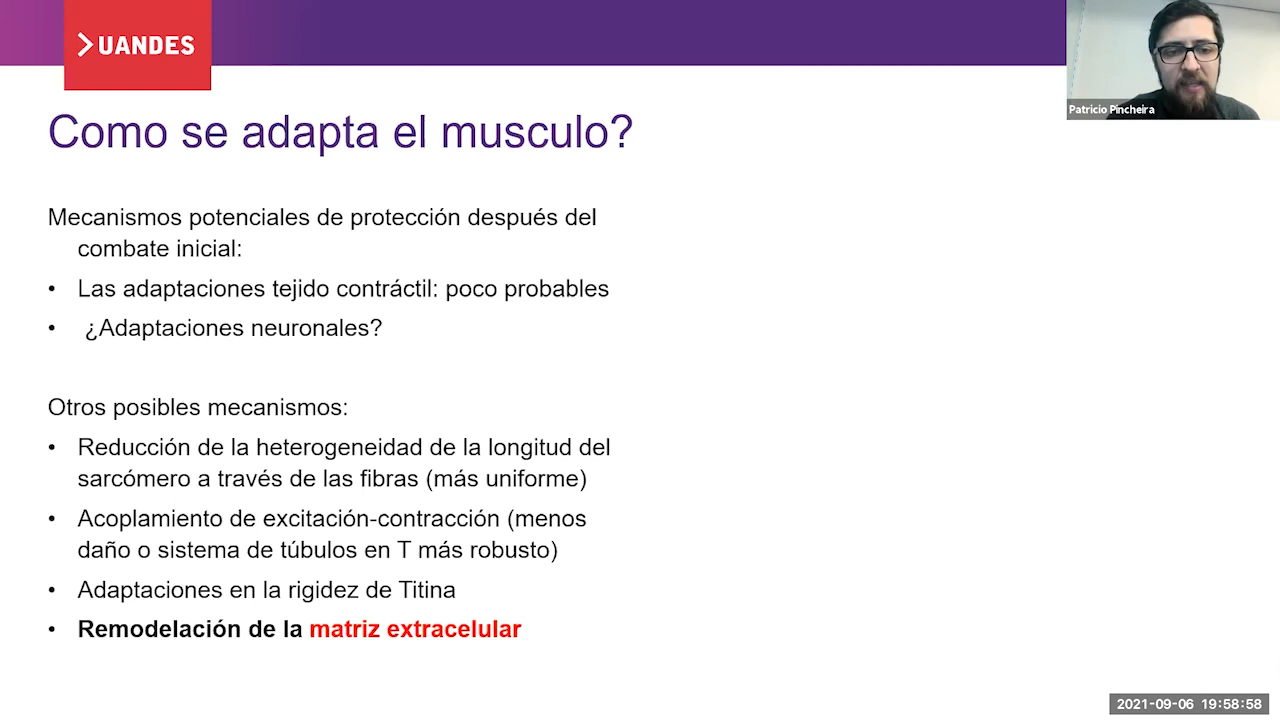 UANDES
Patricio Pincheira
Como se adapta el musculo?
Mecanismos potenciales de protección después del
combate inicial:
• Las adaptaciones tejido contráctil: poco probables
• ¿Adaptaciones neuronales?
Otros posibles mecanismos:
• Reducción de la heterogeneidad de la longitud del
sarcómero a través de las fibras (más uniforme)
• Acoplamiento de excitación-contracción (menos
daño o sistema de túbulos en T más robusto)
• Adaptaciones en la rigidez de Titina
• Remodelación de la matriz extracelular
2021-09-06 19:58:58